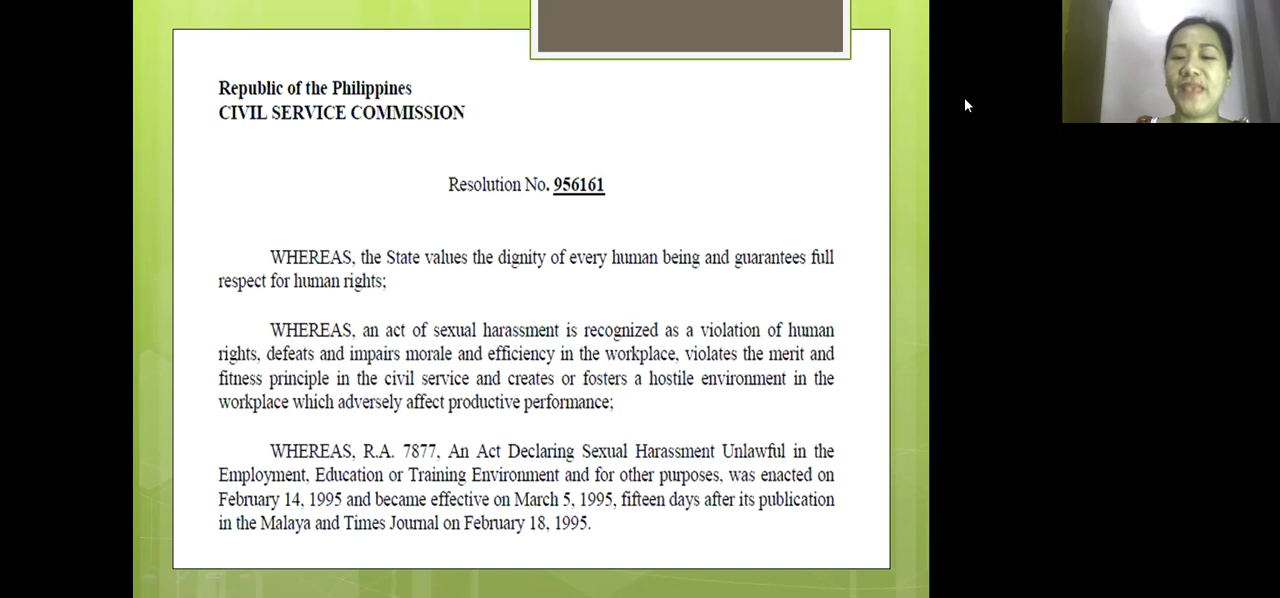 Republic of the Philippines
CIVIL SERVICE COMMISSION
Resolution No. 956161
WHEREAS, the State values the dignity of every human being and guarantees full
respect for human rights;
WHEREAS, an act of sexual harassment is recognized as a violation of human
rights, defeats and impairs morale and efficiency in the workplace, violates the merit and
fitness principle in the civil service and creates or fosters a hostile environment in the
workplace which adversely affect productive performance;
WHEREAS, R.A. 7877, An Act Declaring Sexual Harassment Unlawful in the
Employment, Education or Training Environment and for other purposes, was enacted on
February 14, 1995 and became effective on March 5, 1995, fifteen days after its publication
in the Malaya and Times Journal on February 18, 1995.